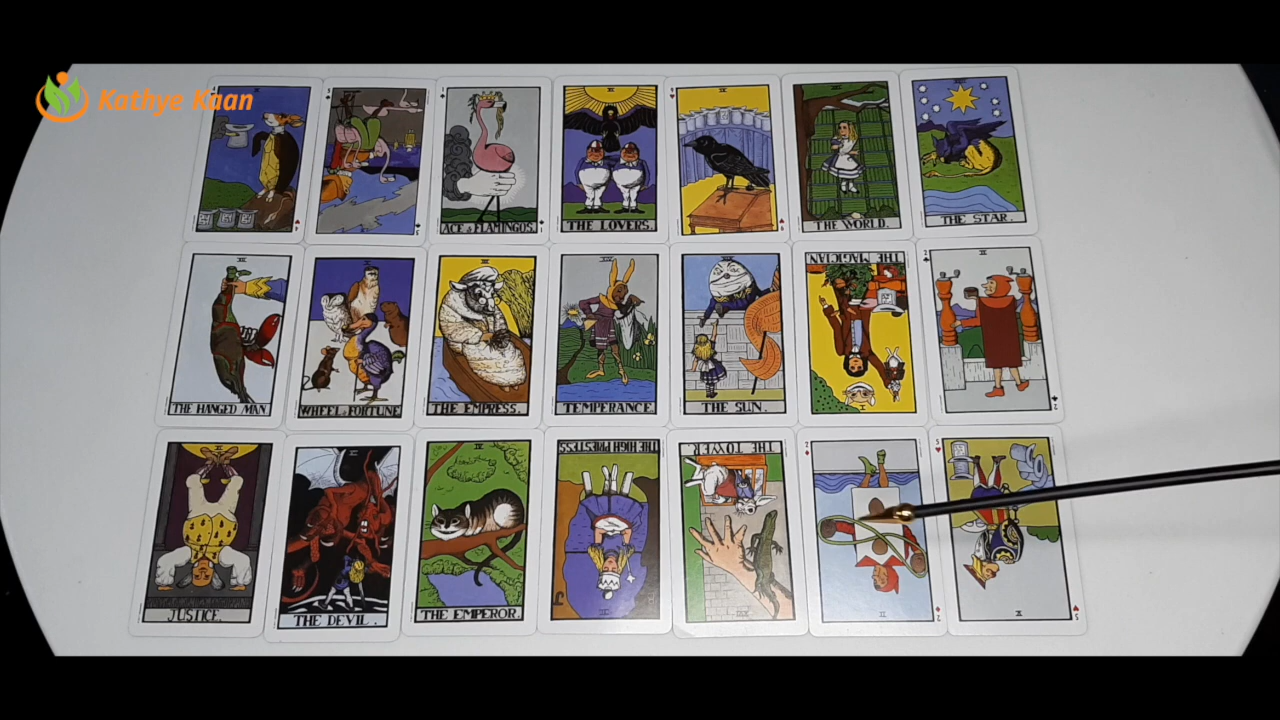 Kathye Kaan
ACE of FLAMINGOS.
THE LOVERS.
THE WORLD.
THE STAR.
THE HANGED MAN
WHEEL of FORTUNE
THE EMPRESS.
TEMPERANCE.
THE SUN.
THE MAGICIAN
JUSTICE.
THE DEVIL.
THE EMPEROR.
THE HIGH PRIESTESS
THE TOWER.